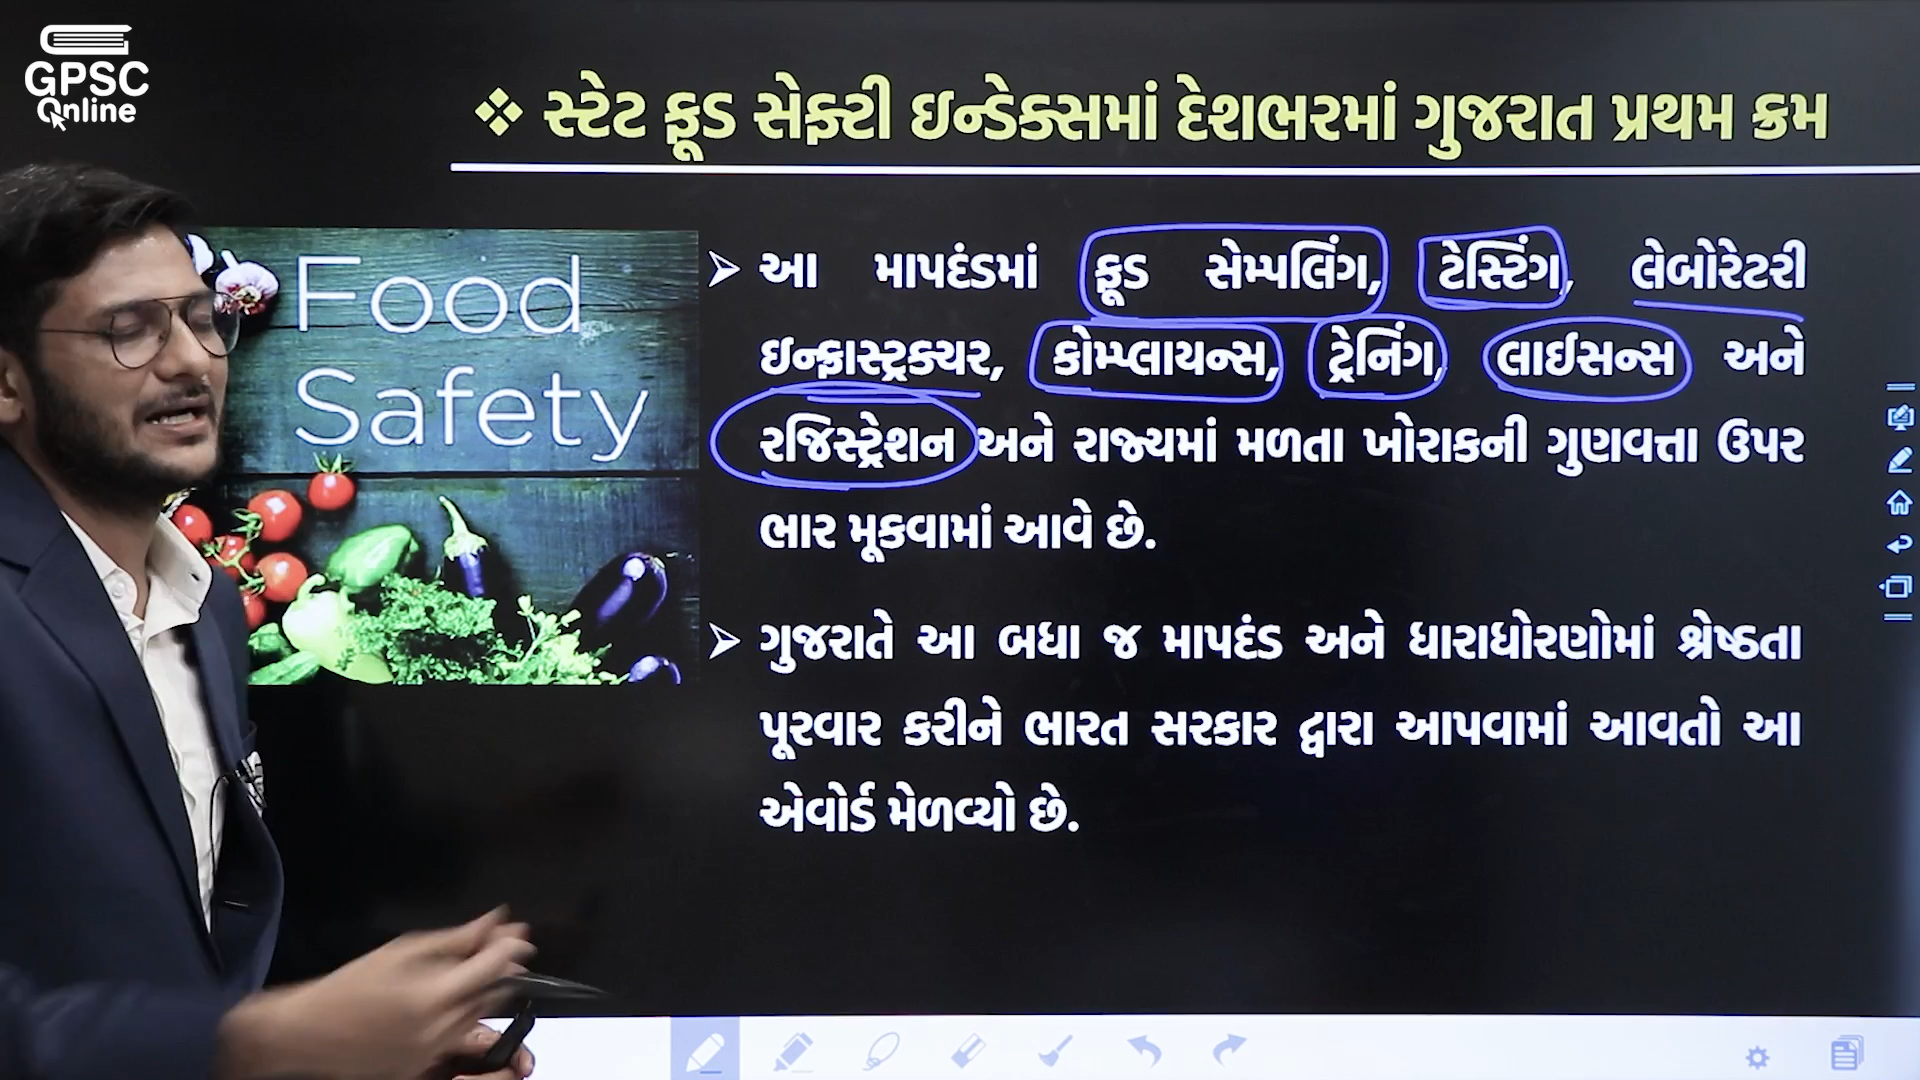 GPSC
Online
❖ સ્ટેટ ફૂડ સેફ્ટી ઇન્ડેક્સમાં દેશભરમાં ગુજરાત પ્રથમ ક્રમ
Food
Safety
➢ આ માપદંડમાં ફૂડ સેમ્પલિંગ, ટેસ્ટિંગ, લેબોરેટરી
ઇન્ફ્રાસ્ટ્રક્ચર, કોમ્પ્લાયન્સ, ટ્રેનિંગ, લાઈસન્સ અને
રજિસ્ટ્રેશન અને રાજ્યમાં મળતા ખોરાકની ગુણવત્તા ઉપર
ભાર મૂકવામાં આવે છે.
➢ ગુજરાતે આ બધા જ માપદંડ અને ધારાધોરણોમાં શ્રેષ્ઠતા
પૂરવાર કરીને ભારત સરકાર દ્વારા આપવામાં આવતો આ
એવોર્ડ મેળવ્યો છે.